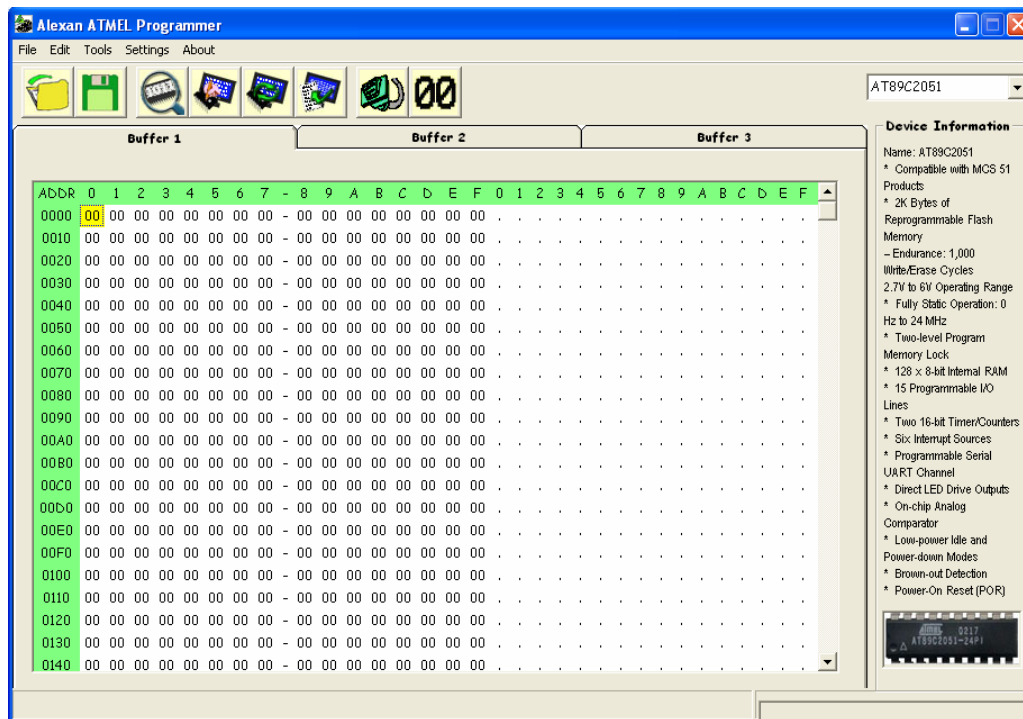 Alexan ATMEL Programmer
File Edit Tools Settings About
00
AT89C2051
Buffer 1 Buffer 2 Buffer 3
Device Information
Name: AT89C2051
* Compatible with MCS 51
Products
* 2K Bytes of
Reprogrammable Flash
Memory
– Endurance: 1,000
Write/Erase Cycles
2.7V to 6V Operating Range
* Fully Static Operation: 0
Hz to 24 MHz
* Two-level Program
Memory Lock
* 128 x 8-bit Internal RAM
* 15 Programmable I/O
Lines
* Two 16-bit Timer/Counters
* Six Interrupt Sources
* Programmable Serial
UART Channel
* Direct LED Drive Outputs
* On-chip Analog
Comparator
* Low-power Idle and
Power-down Modes
* Brown-out Detection
* Power-On Reset (POR)
ATMEL 0217
AT89C2051-24PI
ADDR 0 1 2 3 4 5 6 7 - 8 9 A B C D E F 0 1 2 3 4 5 6 7 8 9 A B C D E F
0000 00 00 00 00 00 00 00 00 - 00 00 00 00 00 00 00 00 . . . . . . . . . . . . . . . .
0010 00 00 00 00 00 00 00 00 - 00 00 00 00 00 00 00 00 . . . . . . . . . . . . . . . .
0020 00 00 00 00 00 00 00 00 - 00 00 00 00 00 00 00 00 . . . . . . . . . . . . . . . .
0030 00 00 00 00 00 00 00 00 - 00 00 00 00 00 00 00 00 . . . . . . . . . . . . . . . .
0040 00 00 00 00 00 00 00 00 - 00 00 00 00 00 00 00 00 . . . . . . . . . . . . . . . .
0050 00 00 00 00 00 00 00 00 - 00 00 00 00 00 00 00 00 . . . . . . . . . . . . . . . .
0060 00 00 00 00 00 00 00 00 - 00 00 00 00 00 00 00 00 . . . . . . . . . . . . . . . .
0070 00 00 00 00 00 00 00 00 - 00 00 00 00 00 00 00 00 . . . . . . . . . . . . . . . .
0080 00 00 00 00 00 00 00 00 - 00 00 00 00 00 00 00 00 . . . . . . . . . . . . . . . .
0090 00 00 00 00 00 00 00 00 - 00 00 00 00 00 00 00 00 . . . . . . . . . . . . . . . .
00A0 00 00 00 00 00 00 00 00 - 00 00 00 00 00 00 00 00 . . . . . . . . . . . . . . . .
00B0 00 00 00 00 00 00 00 00 - 00 00 00 00 00 00 00 00 . . . . . . . . . . . . . . . .
00C0 00 00 00 00 00 00 00 00 - 00 00 00 00 00 00 00 00 . . . . . . . . . . . . . . . .
00D0 00 00 00 00 00 00 00 00 - 00 00 00 00 00 00 00 00 . . . . . . . . . . . . . . . .
00E0 00 00 00 00 00 00 00 00 - 00 00 00 00 00 00 00 00 . . . . . . . . . . . . . . . .
00F0 00 00 00 00 00 00 00 00 - 00 00 00 00 00 00 00 00 . . . . . . . . . . . . . . . .
0100 00 00 00 00 00 00 00 00 - 00 00 00 00 00 00 00 00 . . . . . . . . . . . . . . . .
0110 00 00 00 00 00 00 00 00 - 00 00 00 00 00 00 00 00 . . . . . . . . . . . . . . . .
0120 00 00 00 00 00 00 00 00 - 00 00 00 00 00 00 00 00 . . . . . . . . . . . . . . . .
0130 00 00 00 00 00 00 00 00 - 00 00 00 00 00 00 00 00 . . . . . . . . . . . . . . . .
0140 00 00 00 00 00 00 00 00 - 00 00 00 00 00 00 00 00 . . . . . . . . . . . . . . . .